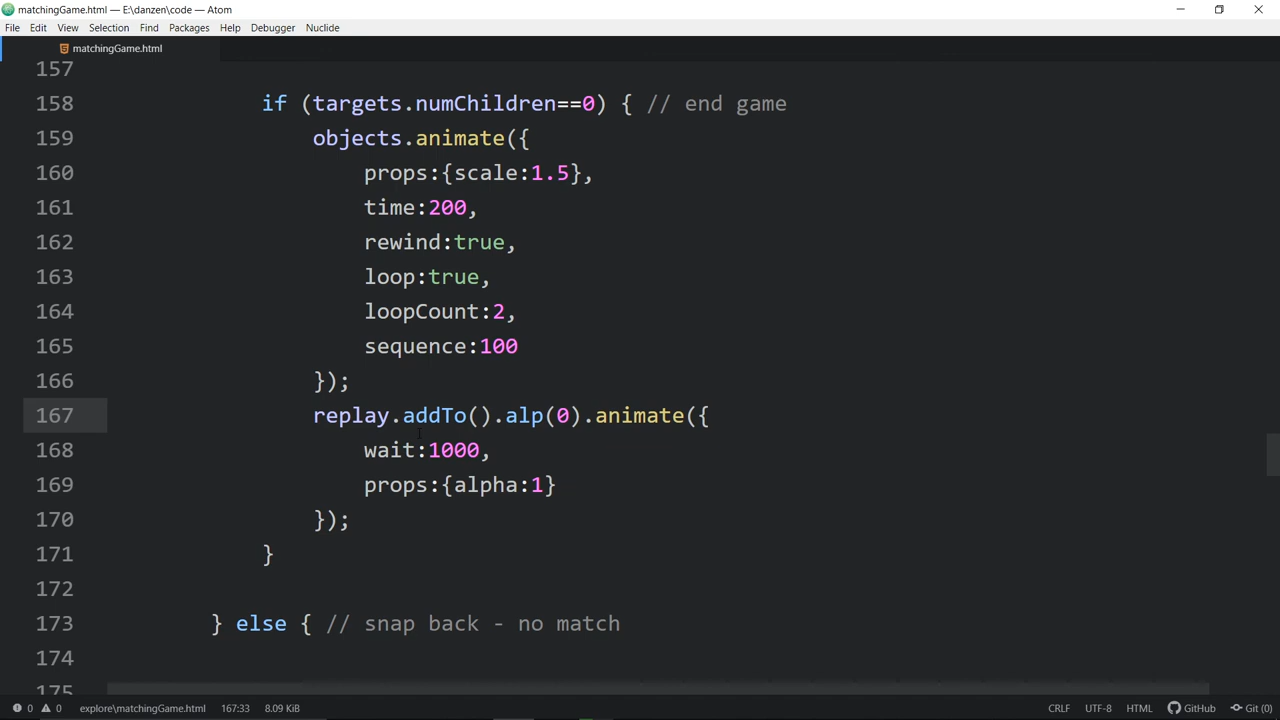 matchingGame.html — E:\danzen\code — Atom
File Edit View Selection Find Packages Help Debugger Nuclide
matchingGame.html
157
158 if (targets.numChildren==0) { // end game
159 objects.animate({
160 props:{scale:1.5},
161 time:200,
162 rewind:true,
163 loop:true,
164 loopCount:2,
165 sequence:100
166 });
167 replay.addTo().alp(0).animate({
168 wait:1000,
169 props:{alpha:1}
170 });
171 }
172
173 } else { // snap back - no match
174
175
0 0 explore\matchingGame.html 167:33 8.09 KiB CRLF UTF-8 HTML GitHub Git (0)